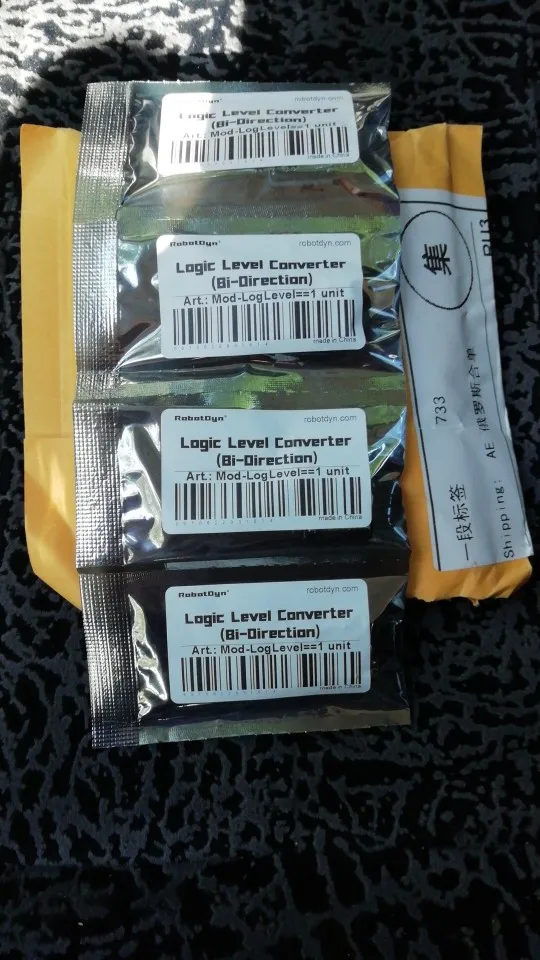 robotdyn.com
Logic Level Converter
(Bi-Direction)
Art.: Mod-LogLevel==1 unit
made in China
RobotDyn®
robotdyn.com
Logic Level Converter
(Bi-Direction)
Art.: Mod-LogLevel==1 unit
made in China
RobotDyn®
robotdyn.com
Logic Level Converter
(Bi-Direction)
Art.: Mod-LogLevel==1 unit
made in China
RobotDyn®
robotdyn.com
Logic Level Converter
(Bi-Direction)
Art.: Mod-LogLevel==1 unit
made in China
集
一段标签 733
Shipping: AE 俄罗斯合单